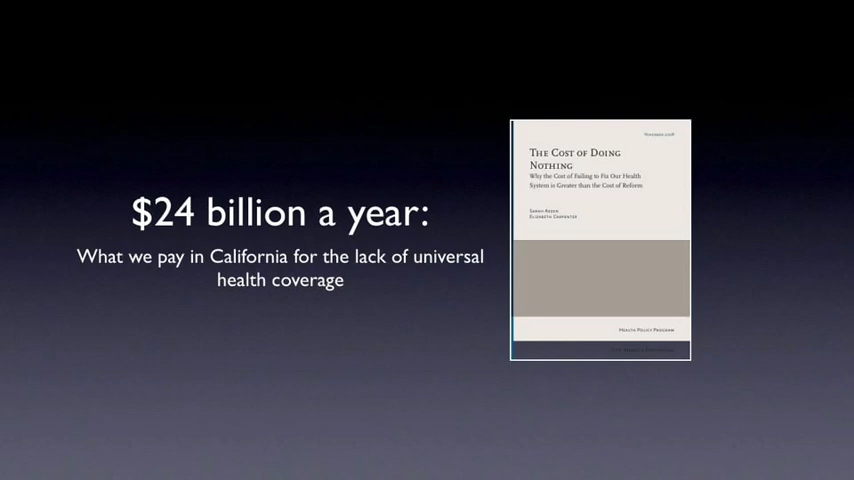 $24 billion a year:
What we pay in California for the lack of universal
health coverage
The Cost of Doing
Nothing
Why the Cost of Failing to Fix Our Health
System is Greater than the Cost of Reform
Elizabeth Carpenter
Health Policy Program